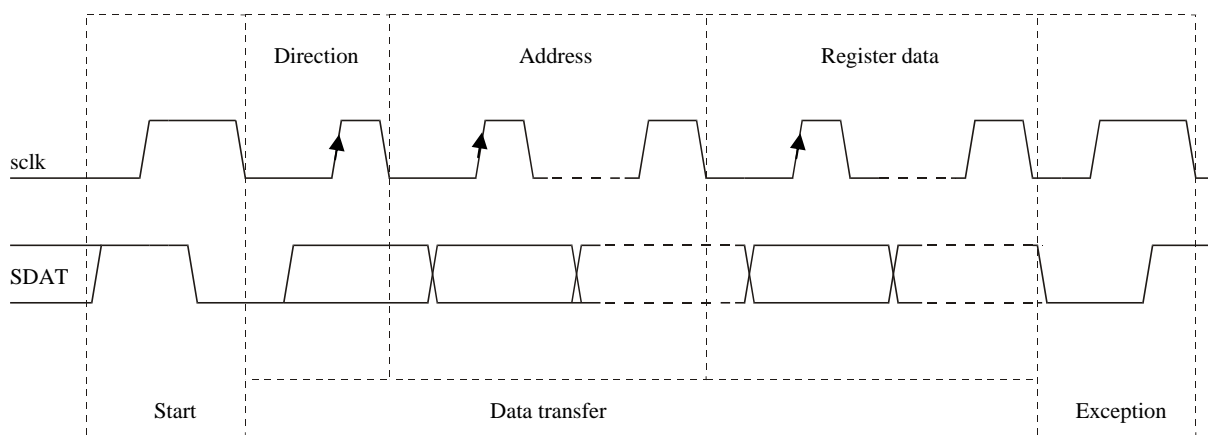 Direction
Address
Register data
sclk
SDAT
Start
Data transfer
Exception